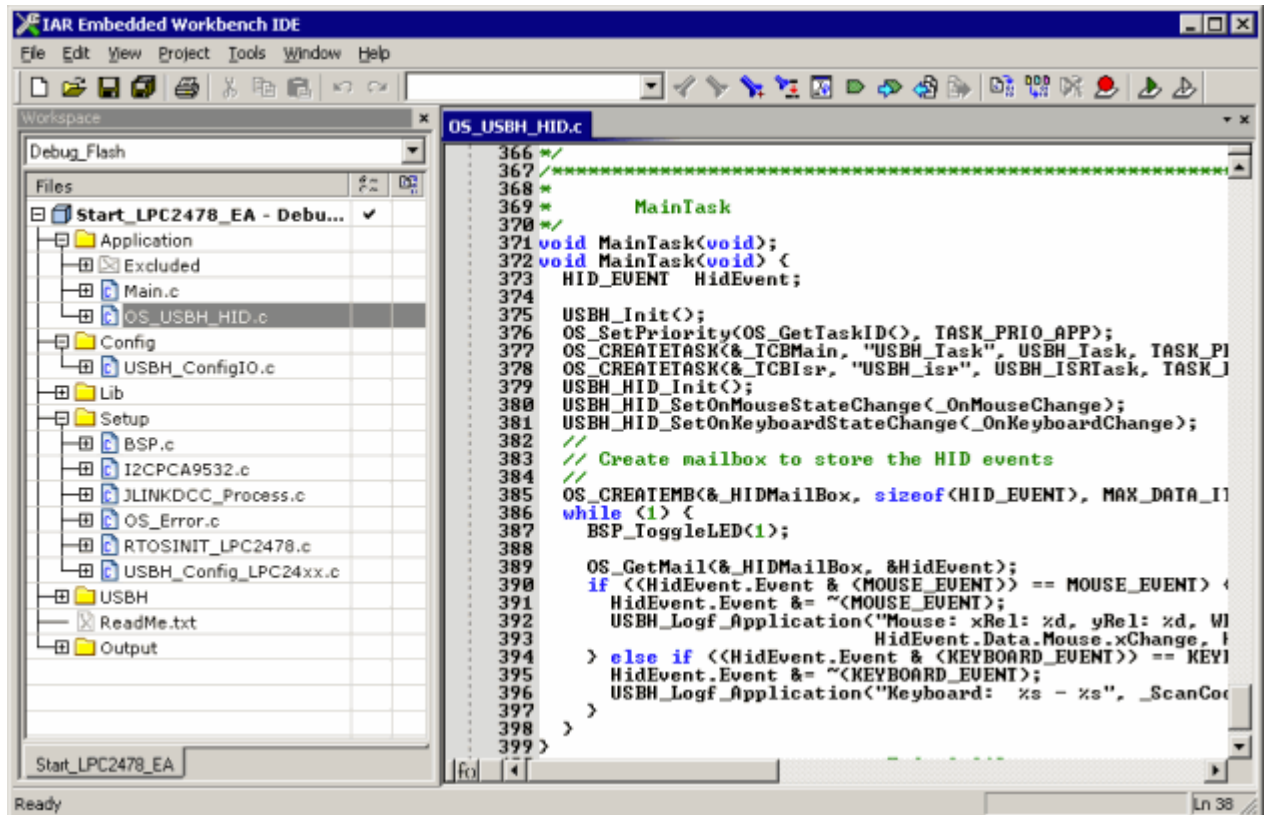 IAR Embedded Workbench IDE
File Edit View Project Tools Window Help
Workspace
Debug_Flash
Files
Start_LPC2478_EA - Debu...
Application
Excluded
Main.c
OS_USBH_HID.c
Config
USBH_ConfigIO.c
Lib
Setup
BSP.c
I2CPCA9532.c
JLINKDCC_Process.c
OS_Error.c
RTOSINIT_LPC2478.c
USBH_Config_LPC24xx.c
USBH
ReadMe.txt
Output
Start_LPC2478_EA
OS_USBH_HID.c
366 */
367 /*********************************************************************
368 *
369 *       MainTask
370 */
371 void MainTask(void);
372 void MainTask(void) {
373   HID_EVENT  HidEvent;
374
375   USBH_Init();
376   OS_SetPriority(OS_GetTaskID(), TASK_PRIO_APP);
377   OS_CREATETASK(&_TCBMain, "USBH_Task", USBH_Task, TASK_P
378   OS_CREATETASK(&_TCBIsr, "USBH_isr", USBH_ISRTask, TASK_
379   USBH_HID_Init();
380   USBH_HID_SetOnMouseStateChange(_OnMouseChange);
381   USBH_HID_SetOnKeyboardStateChange(_OnKeyboardChange);
382   //
383   // Create mailbox to store the HID events
384   //
385   OS_CREATEMB(&_HIDMailBox, sizeof(HID_EVENT), MAX_DATA_I
386   while (1) {
387     BSP_ToggleLED(1);
388
389     OS_GetMail(&_HIDMailBox, &HidEvent);
390     if ((HidEvent.Event & (MOUSE_EVENT)) == MOUSE_EVENT) {
391       HidEvent.Event &= ~(MOUSE_EVENT);
392       USBH_Logf_Application("Mouse: xRel: %d, yRel: %d, W
393                             HidEvent.Data.Mouse.xChange, H
394     } else if ((HidEvent.Event & (KEYBOARD_EVENT)) == KEY
395       HidEvent.Event &= ~(KEYBOARD_EVENT);
396       USBH_Logf_Application("Keyboard:  %s - %s", _ScanCo
397     }
398   }
399 }
fo
Ready
Ln 38